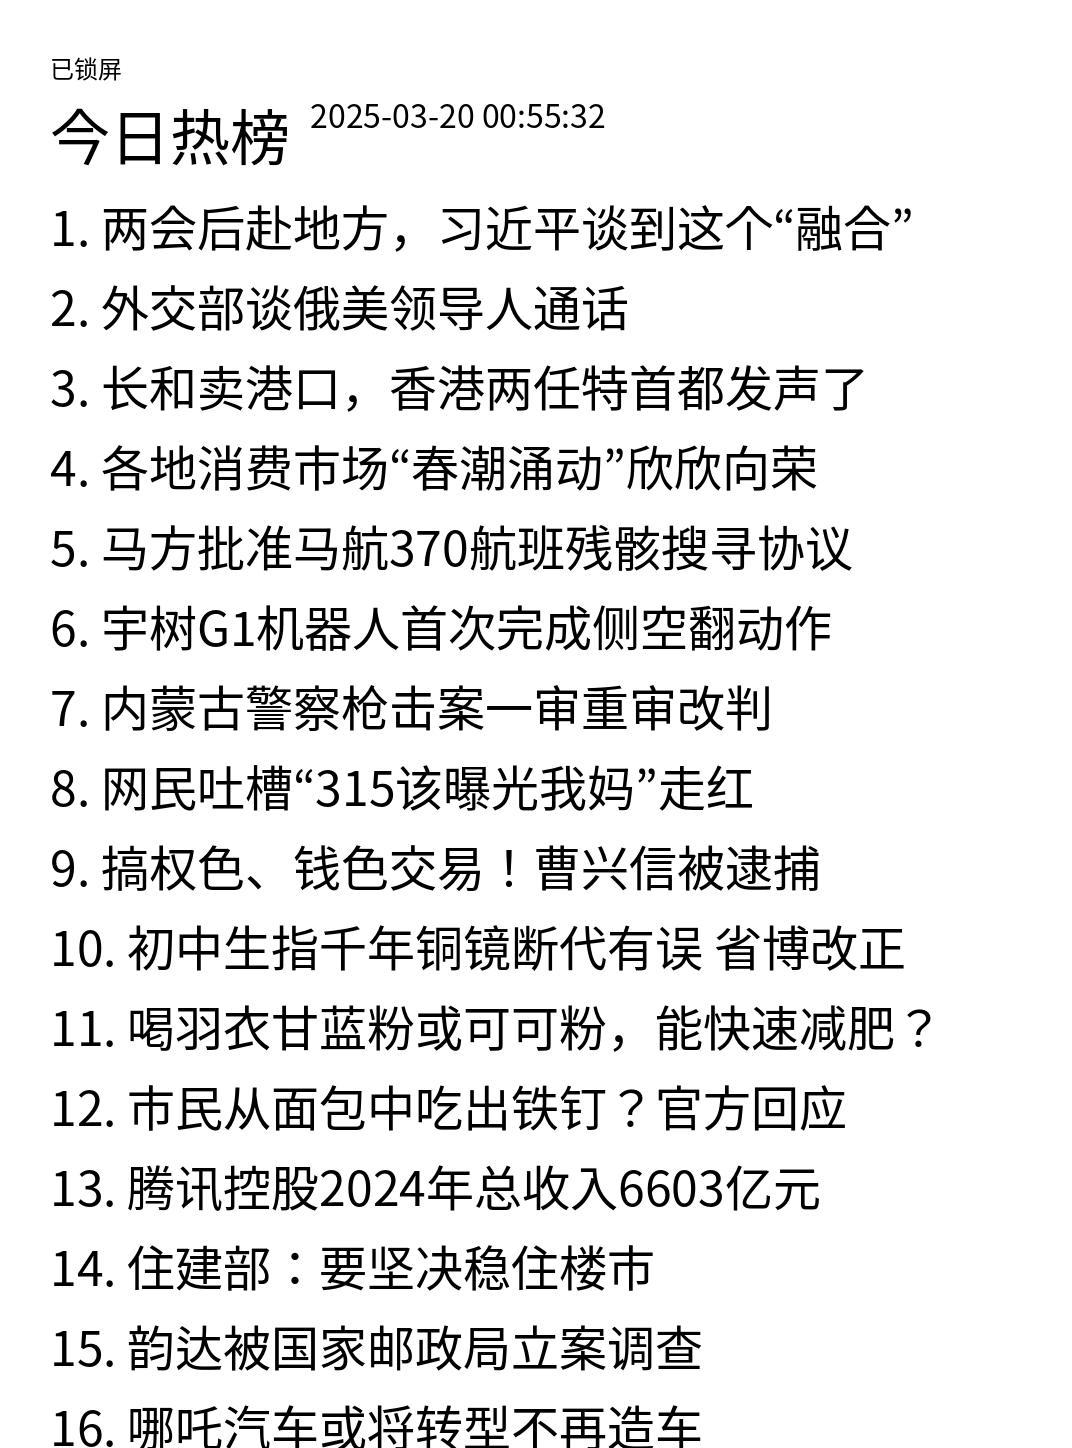 已锁屏
今日热榜 2025-03-20 00:55:32
1. 两会后赴地方，习近平谈到这个“融合”
2. 外交部谈俄美领导人通话
3. 长和卖港口，香港两任特首都发声了
4. 各地消费市场“春潮涌动”欣欣向荣
5. 马方批准马航370航班残骸搜寻协议
6. 宇树G1机器人首次完成侧空翻动作
7. 内蒙古警察枪击案一审重审改判
8. 网民吐槽“315该曝光我妈”走红
9. 搞权色、钱色交易！曹兴信被逮捕
10. 初中生指千年铜镜断代有误 省博改正
11. 喝羽衣甘蓝粉或可可粉，能快速减肥？
12. 市民从面包中吃出铁钉？官方回应
13. 腾讯控股2024年总收入6603亿元
14. 住建部：要坚决稳住楼市
15. 韵达被国家邮政局立案调查
16. 哪吒汽车或将转型不再造车